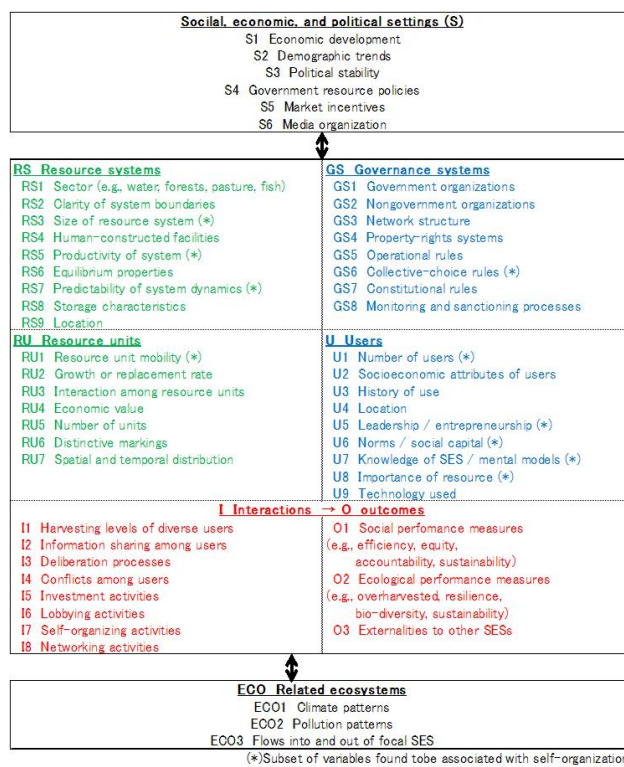 Socilal, economic, and political settings (S)
S1 Economic development
S2 Demographic trends
S3 Political stability
S4 Government resource policies
S5 Market incentives
S6 Media organization
RS Resource systems
RS1 Sector (e.g., water, forests, pasture, fish)
RS2 Clarity of system boundaries
RS3 Size of resource system (*)
RS4 Human-constructed facilities
RS5 Productivity of system (*)
RS6 Equilibrium properties
RS7 Predictability of system dynamics (*)
RS8 Storage characteristics
RS9 Location
GS Governance systems
GS1 Government organizations
GS2 Nongovernment organizations
GS3 Network structure
GS4 Property-rights systems
GS5 Operational rules
GS6 Collective-choice rules (*)
GS7 Constitutional rules
GS8 Monitoring and sanctioning processes
RU Resource units
RU1 Resource unit mobility (*)
RU2 Growth or replacement rate
RU3 Interaction among resource units
RU4 Economic value
RU5 Number of units
RU6 Distinctive markings
RU7 Spatial and temporal distribution
U Users
U1 Number of users (*)
U2 Socioeconomic attributes of users
U3 History of use
U4 Location
U5 Leadership / entrepreneurship (*)
U6 Norms / social capital (*)
U7 Knowledge of SES / mental models (*)
U8 Importance of resource (*)
U9 Technology used
I Interactions → O outcomes
I1 Harvesting levels of diverse users
I2 Information sharing among users
I3 Deliberation processes
I4 Conflicts among users
I5 Investment activities
I6 Lobbying activities
I7 Self-organizing activities
I8 Networking activities
O1 Social perfomance measures
(e.g., efficiency, equity,
accountability, sustainability)
O2 Ecological performance measures
(e.g., overharvested, resilience,
bio-diversity, sustainability)
O3 Externalities to other SESs
ECO Related ecosystems
ECO1 Climate patterns
ECO2 Pollution patterns
ECO3 Flows into and out of focal SES
(*)Subset of variables found tobe associated with self-organization